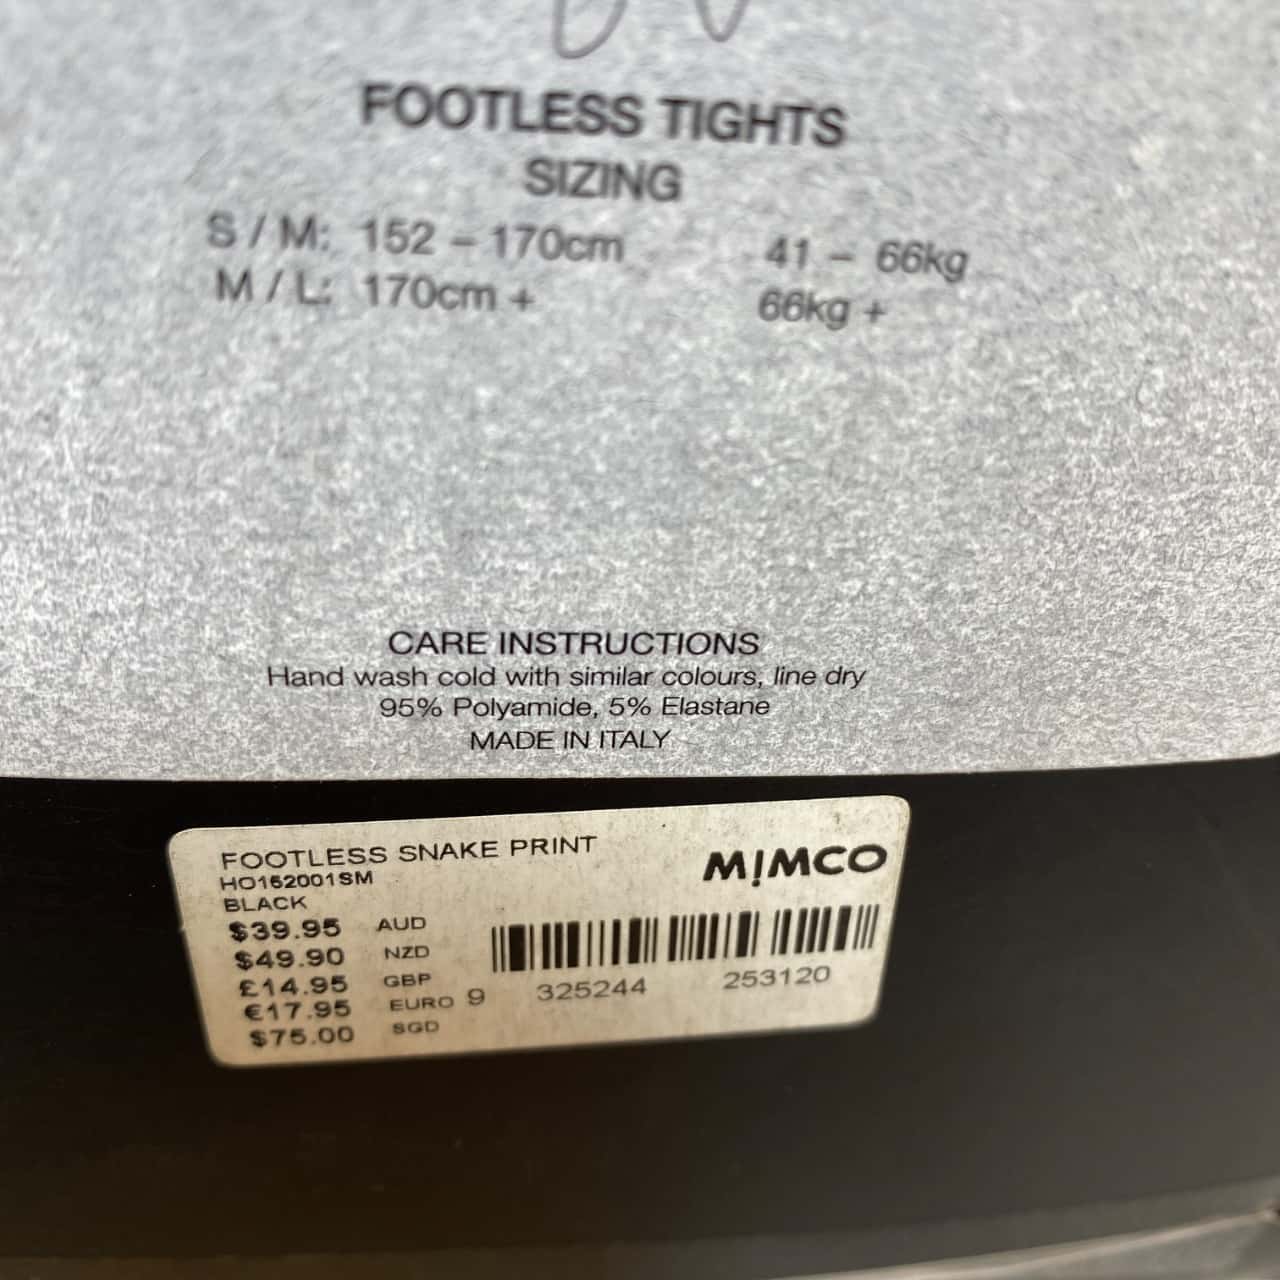 FOOTLESS TIGHTS
SIZING
S / M: 152 – 170cm 41 – 66kg
M / L: 170cm + 66kg +
CARE INSTRUCTIONS
Hand wash cold with similar colours, line dry
95% Polyamide, 5% Elastane
MADE IN ITALY
FOOTLESS SNAKE PRINT
HO162001SM
BLACK
M!MCO
$39.95 AUD
$49.90 NZD
£14.95 GBP
€17.95 EURO
$75.00 SGD
9 325244 253120